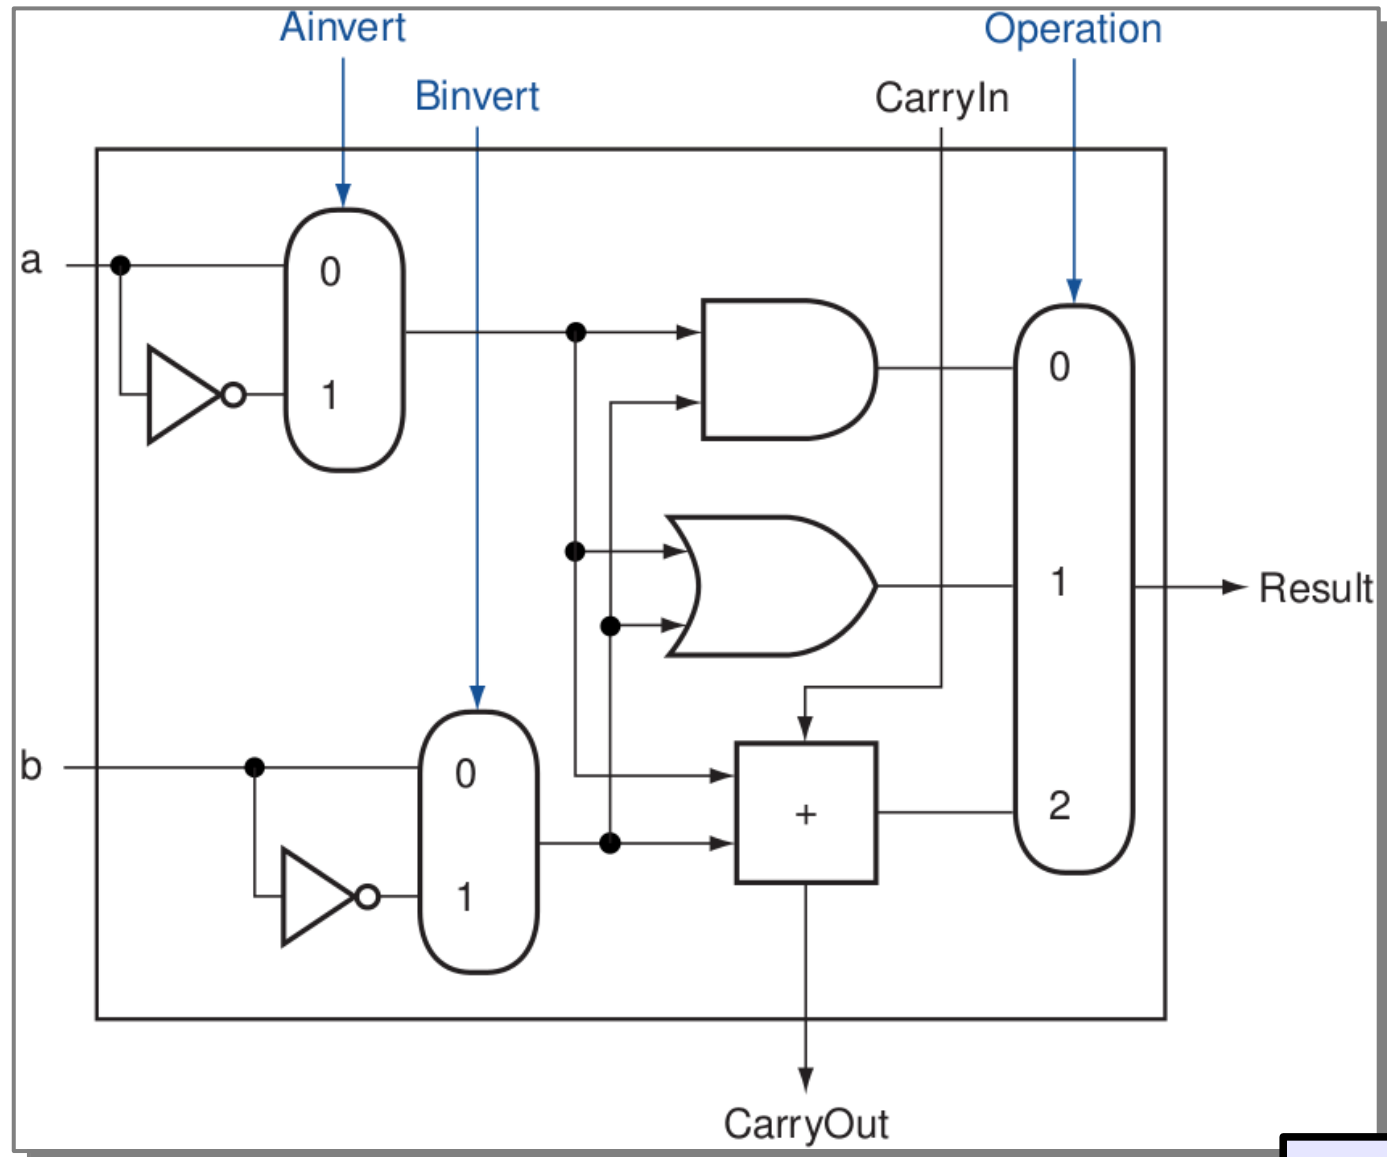 Ainvert
Operation
Binvert
CarryIn
a
0
1
0
1
2
Result
b
0
1
+
CarryOut